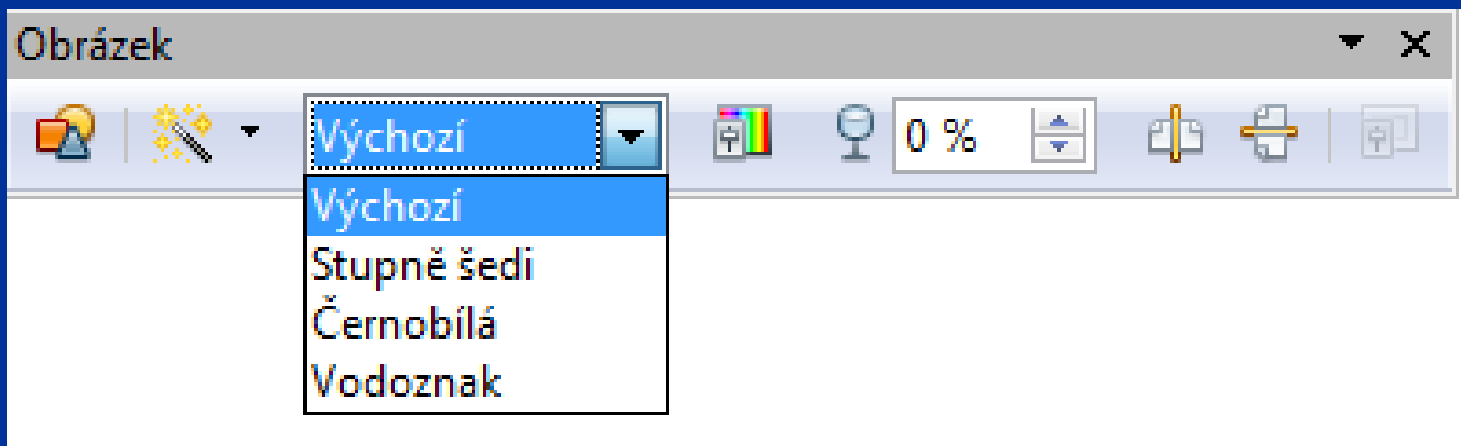 Obrázek
Výchozí 0 %
Výchozí
Stupně šedi
Černobílá
Vodoznak